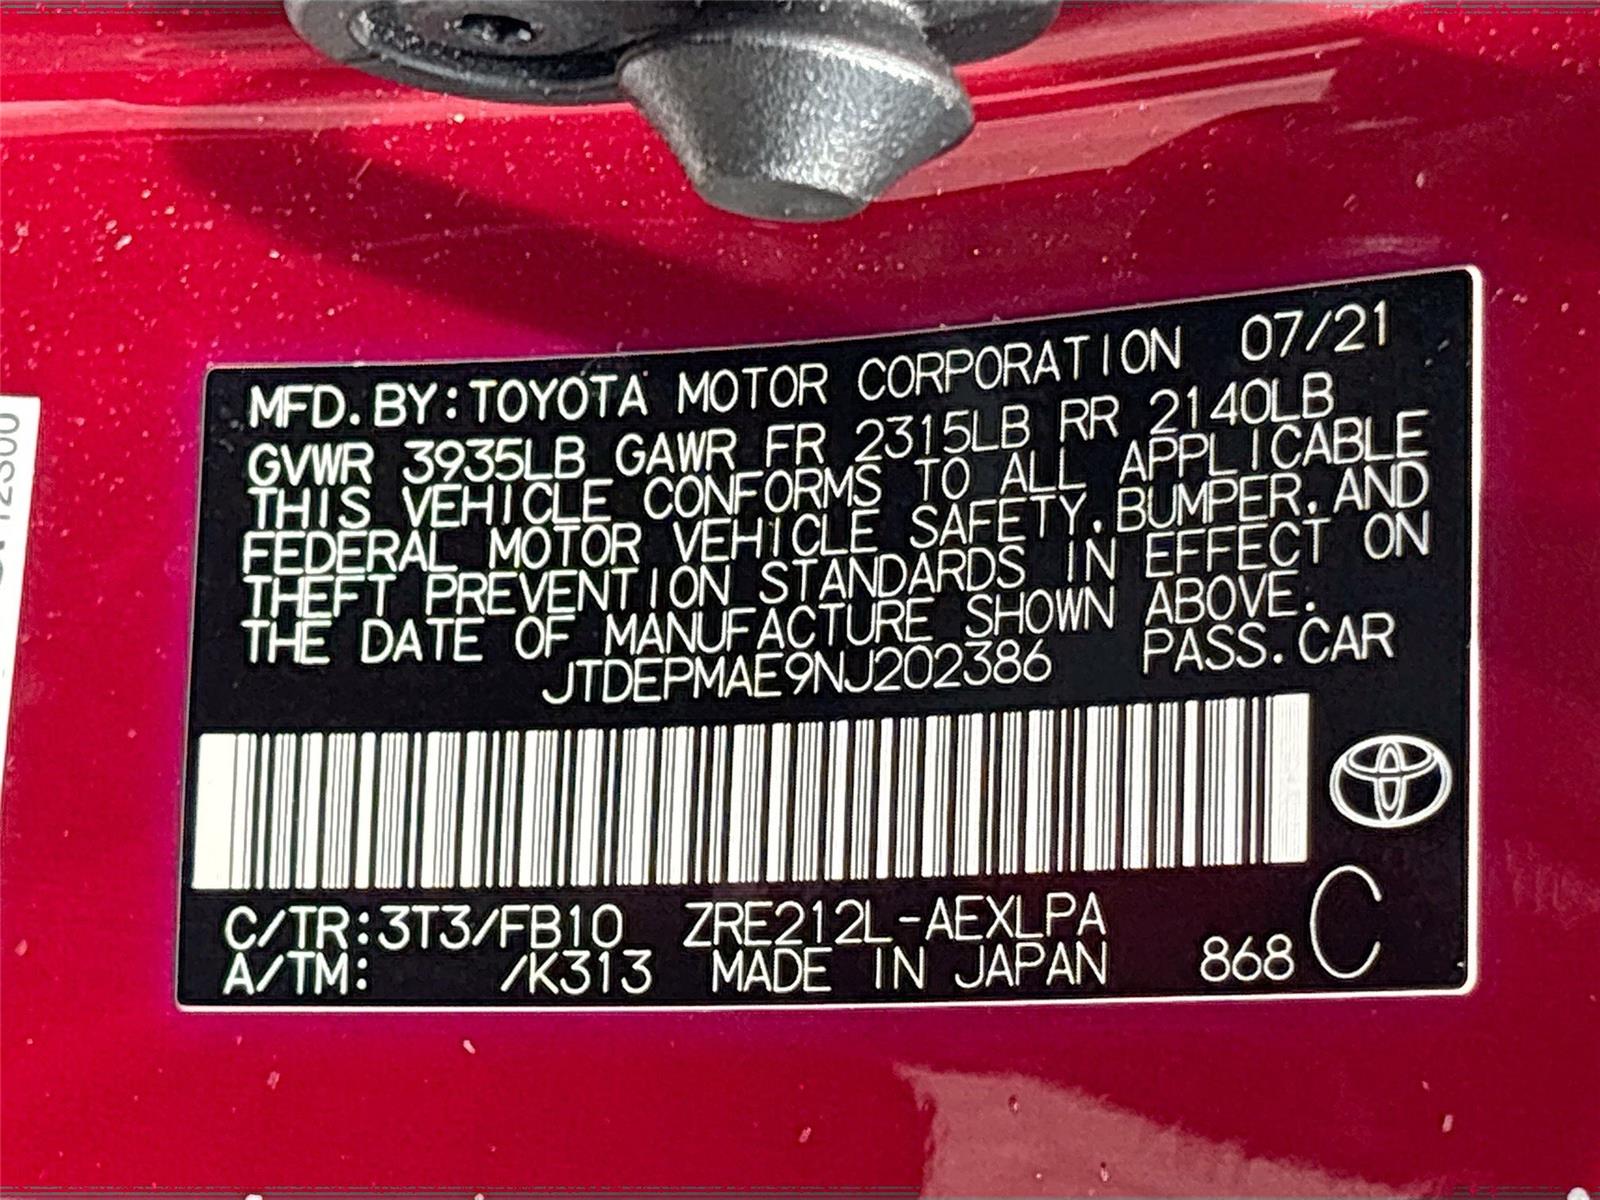 MFD. BY: TOYOTA MOTOR CORPORATION 07/21
GVWR 3935LB GAWR FR 2315LB RR 2140LB
THIS VEHICLE CONFORMS TO ALL APPLICABLE
FEDERAL MOTOR VEHICLE SAFETY, BUMPER, AND
THEFT PREVENTION STANDARDS IN EFFECT ON
THE DATE OF MANUFACTURE SHOWN ABOVE.
JTDEPMAE9NJ202386 PASS. CAR
C/TR: 3T3/FB10 ZRE212L-AEXLPA
A/TM: /K313 MADE IN JAPAN 868 C